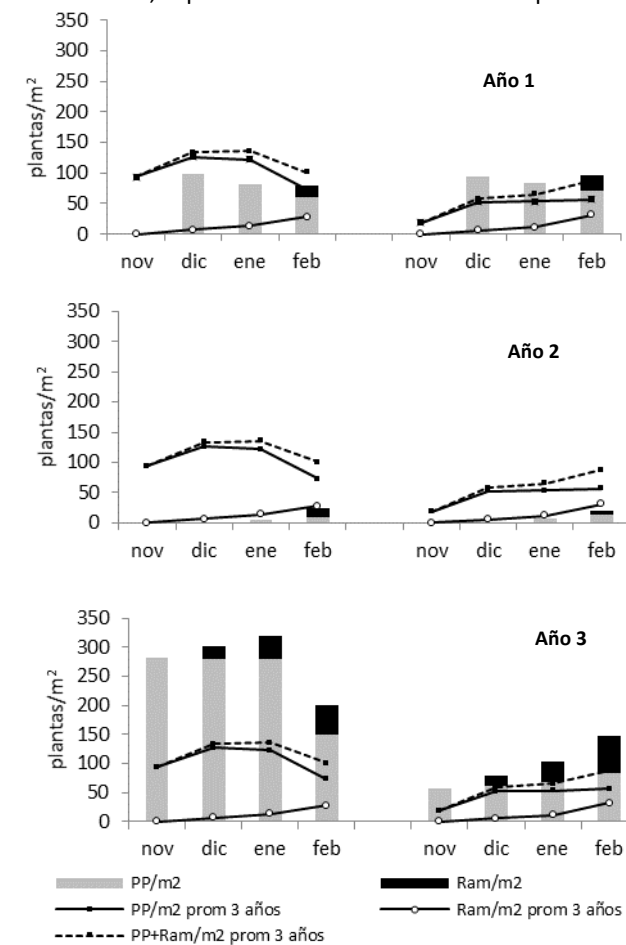 350
300
250
200
150
100
50
0
plantas/m²
Año 1
nov dic ene feb nov dic ene feb
350
300
250
200
150
100
50
0
plantas/m²
Año 2
nov dic ene feb nov dic ene feb
350
300
250
200
150
100
50
0
plantas/m²
Año 3
nov dic ene feb nov dic ene feb
PP/m2 Ram/m2
PP/m2 prom 3 años Ram/m2 prom 3 años
PP+Ram/m2 prom 3 años